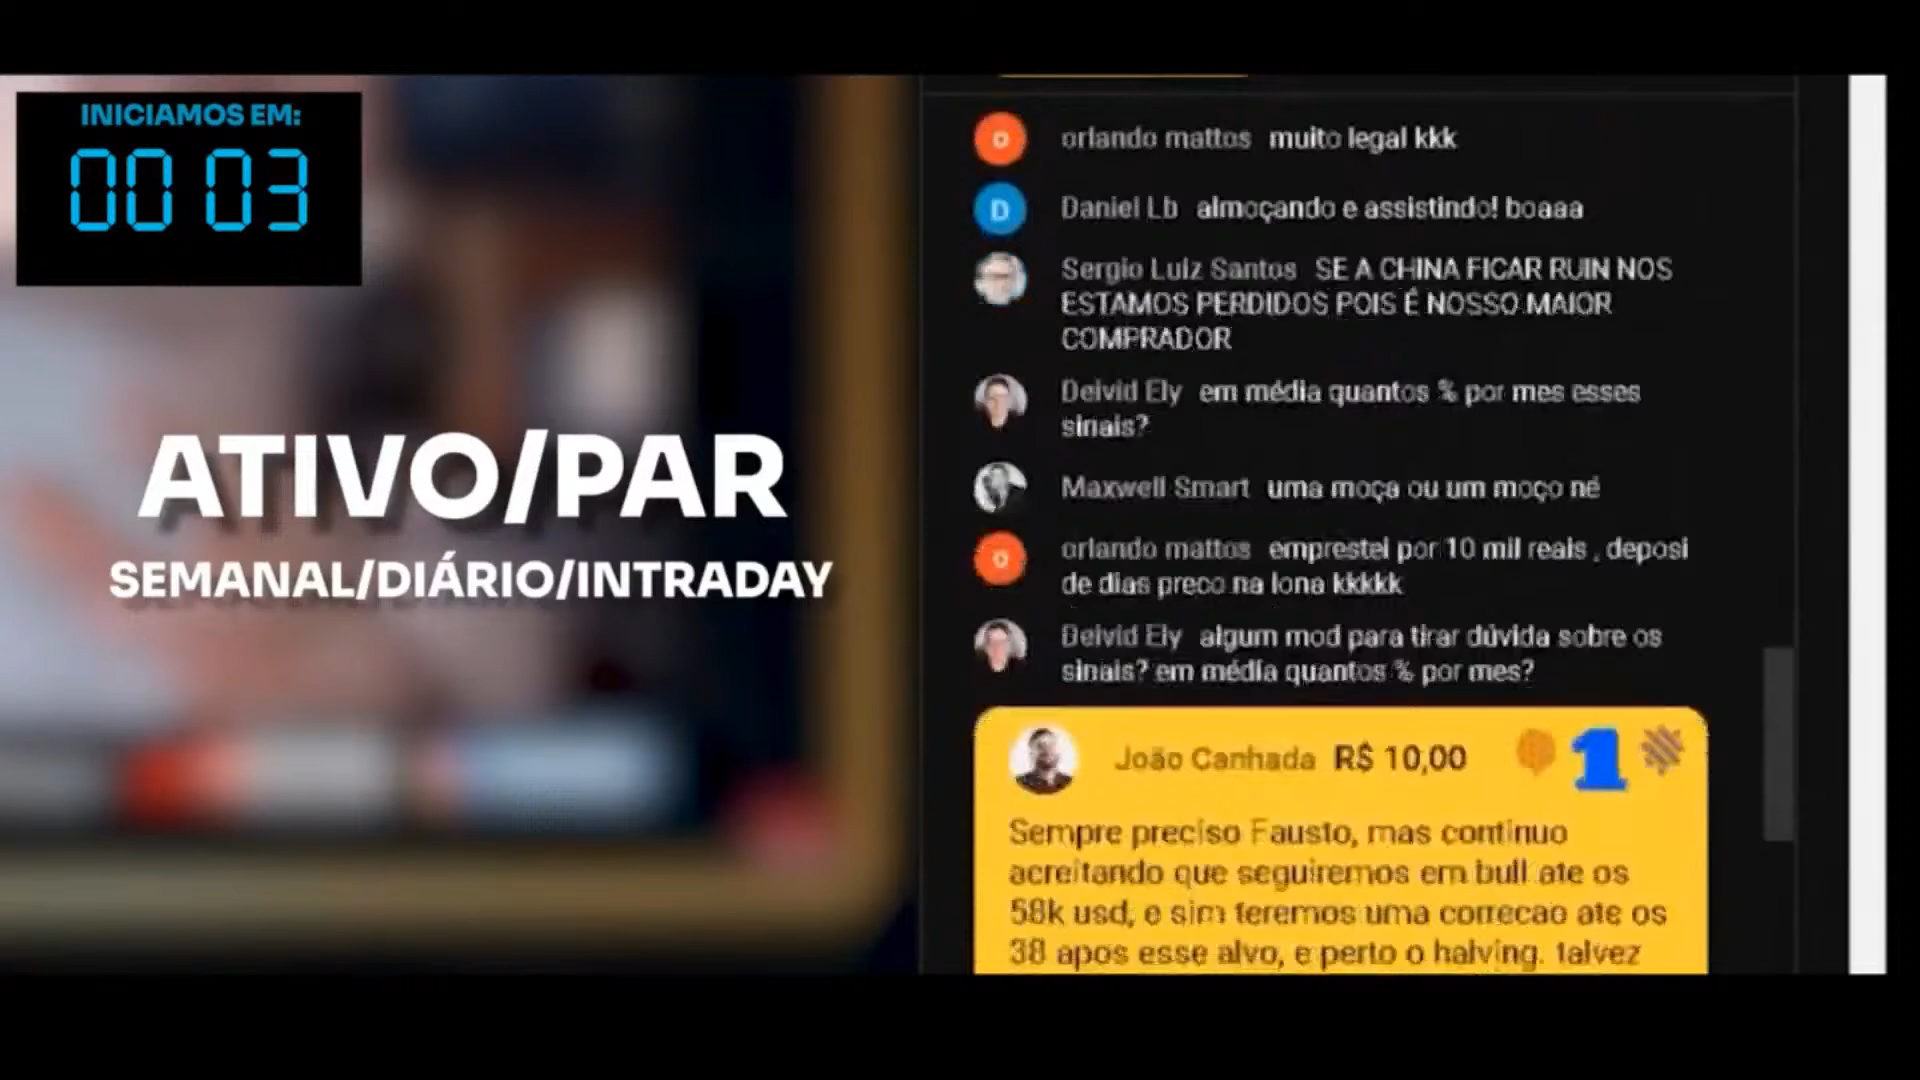 INICIAMOS EM:
00 03
ATIVO/PAR
SEMANAL/DIÁRIO/INTRADAY
orlando mattos muito legal kkk
Daniel Lb almoçando e assistindo! boaaa
Sergio Luiz Santos SE A CHINA FICAR RUIN NOS
ESTAMOS PERDIDOS POIS É NOSSO MAIOR
COMPRADOR
Deivid Ely em média quantos % por mes esses
sinais?
Maxwell Smart uma moça ou um moço né
orlando mattos emprestei por 10 mil reais , deposi
de dias preco na lona kkkkk
Deivid Ely algum mod para tirar dúvida sobre os
sinais? em média quantos % por mes?
João Canhada R$ 10,00 1
Sempre preciso Fausto, mas continuo
acreitando que seguiremos em bull ate os
58k usd, e sim teremos uma correcao ate os
38 apos esse alvo, e perto o halving. talvez